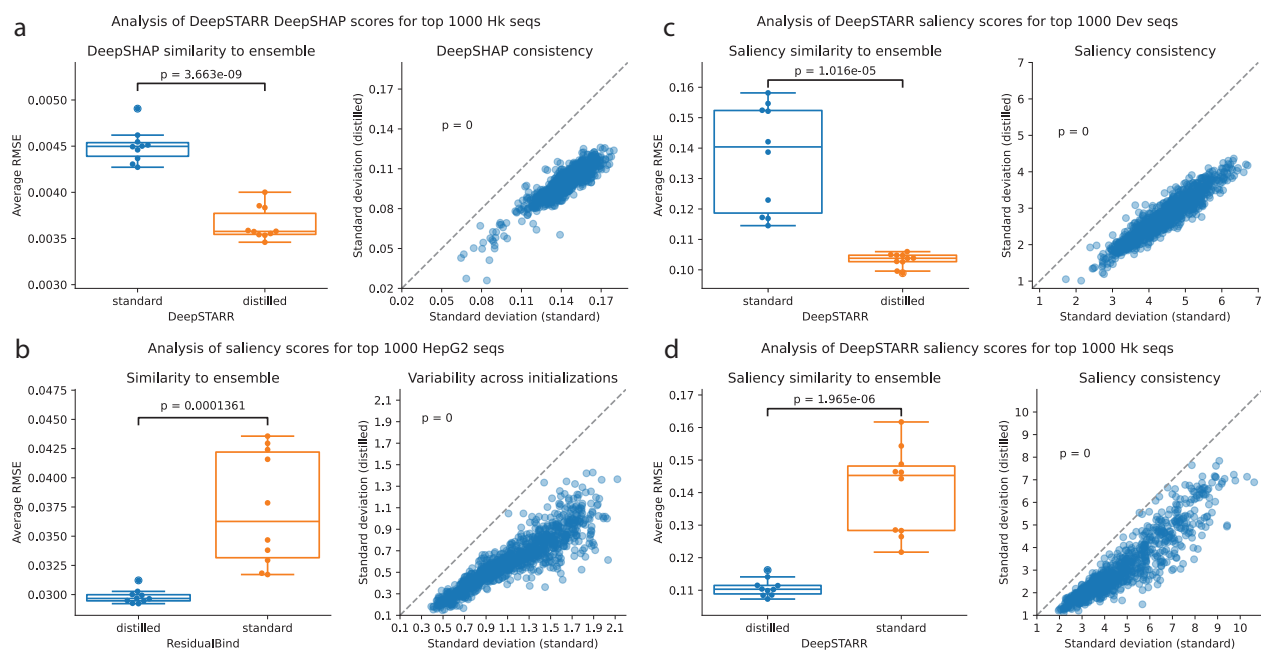 a
Analysis of DeepSTARR DeepSHAP scores for top 1000 Hk seqs
DeepSHAP similarity to ensemble
p = 3.663e-09
0.0050
0.0045
0.0040
0.0035
0.0030
Average RMSE
standard
distilled
DeepSTARR
DeepSHAP consistency
p = 0
0.19
0.17
0.14
0.11
0.08
0.05
0.02
Standard deviation (distilled)
0.02
0.05
0.08
0.11
0.14
0.17
Standard deviation (standard)
c
Analysis of DeepSTARR saliency scores for top 1000 Dev seqs
Saliency similarity to ensemble
p = 1.016e-05
0.16
0.15
0.14
0.13
0.12
0.11
0.10
Average RMSE
standard
distilled
DeepSTARR
Saliency consistency
p = 0
7
6
5
4
3
2
1
Standard deviation (distilled)
1
2
3
4
5
6
7
Standard deviation (standard)
b
Analysis of saliency scores for top 1000 HepG2 seqs
Similarity to ensemble
p = 0.0001361
0.0475
0.0450
0.0425
0.0400
0.0375
0.0350
0.0325
0.0300
Average RMSE
distilled
standard
ResidualBind
Variability across initializations
p = 0
2.1
1.9
1.7
1.5
1.3
1.1
0.9
0.7
0.5
0.3
0.1
Standard deviation (distilled)
0.1
0.3
0.5
0.7
0.9
1.1
1.3
1.5
1.7
1.9
2.1
Standard deviation (standard)
d
Analysis of DeepSTARR saliency scores for top 1000 Hk seqs
Saliency similarity to ensemble
p = 1.965e-06
0.17
0.16
0.15
0.14
0.13
0.12
0.11
Average RMSE
distilled
standard
DeepSTARR
Saliency consistency
p = 0
10
9
8
7
6
5
4
3
2
1
Standard deviation (distilled)
1
2
3
4
5
6
7
8
9
10
Standard deviation (standard)